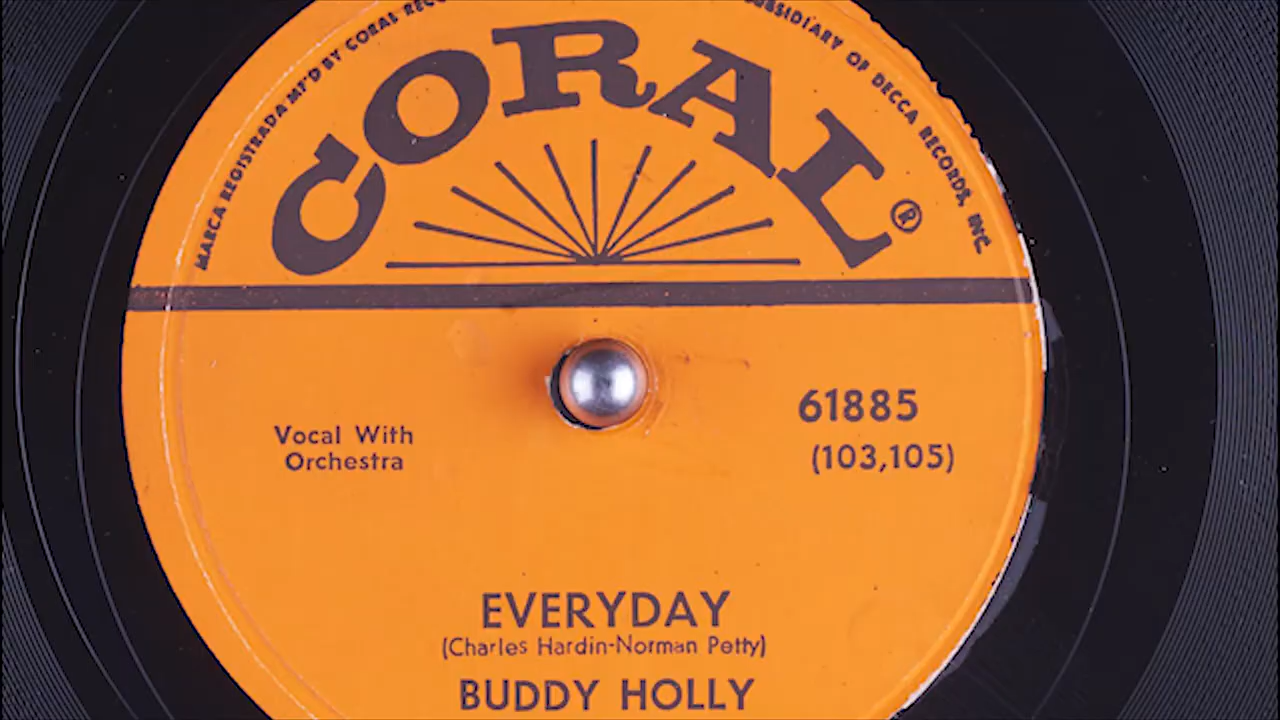 MARCA REGISTRADA MF'D BY CORAL
SUBSIDIARY OF DECCA RECORDS, INC.
CORAL®
61885
Vocal With
Orchestra
(103,105)
EVERYDAY
(Charles Hardin-Norman Petty)
BUDDY HOLLY